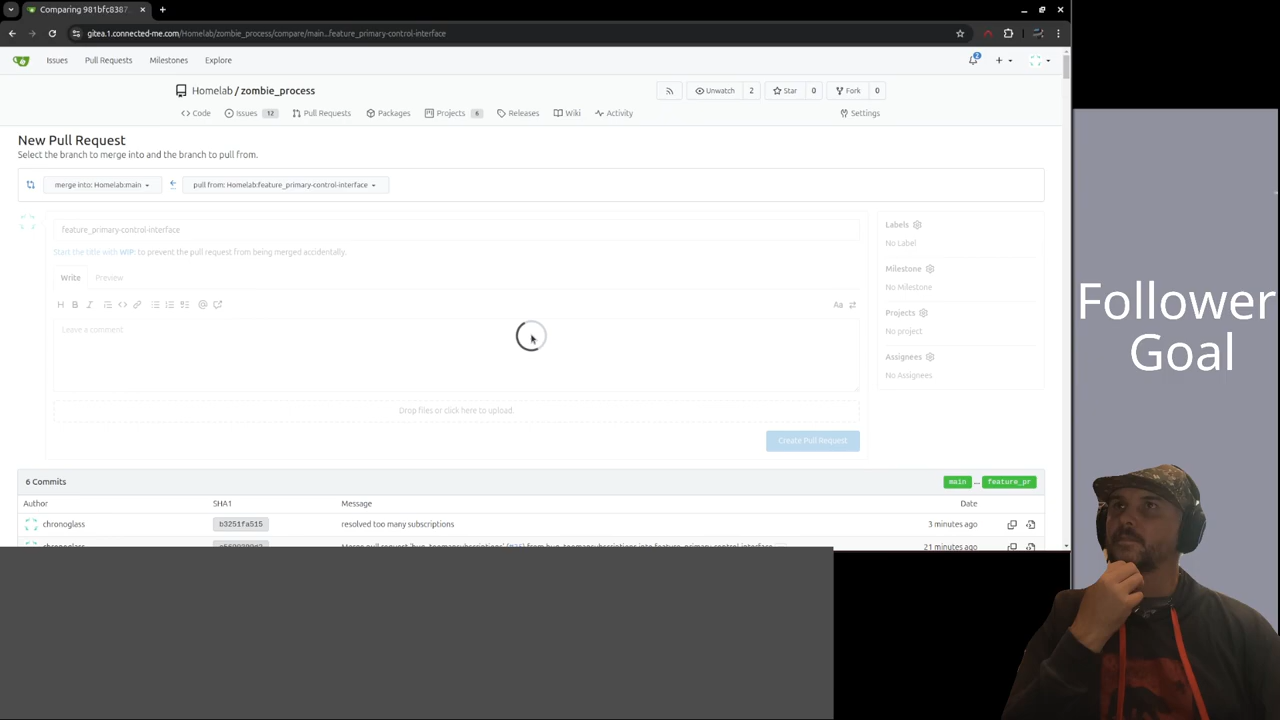 Comparing 981bfc8387
gitea.1.connected-me.com/Homelab/zombie_process/compare/main...feature_primary-control-interface
Issues Pull Requests Milestones Explore 2
Homelab / zombie_process Unwatch 2 Star 0 Fork 0
Code Issues 12 Pull Requests Packages Projects 6 Releases Wiki Activity Settings
New Pull Request
Select the branch to merge into and the branch to pull from.
merge into: Homelab:main pull from: Homelab:feature_primary-control-interface
feature_primary-control-interface
Start the title with WIP: to prevent the pull request from being merged accidentally.
Write Preview
H B I Aa
Leave a comment
Drop files or click here to upload.
Create Pull Request
Labels
No Label
Milestone
No Milestone
Projects
No project
Assignees
No Assignees
6 Commits main ... feature_pr
Author SHA1 Message Date
chronoglass b3251fa515 resolved too many subscriptions 3 minutes ago
21 minutes ago
Follower
Goal